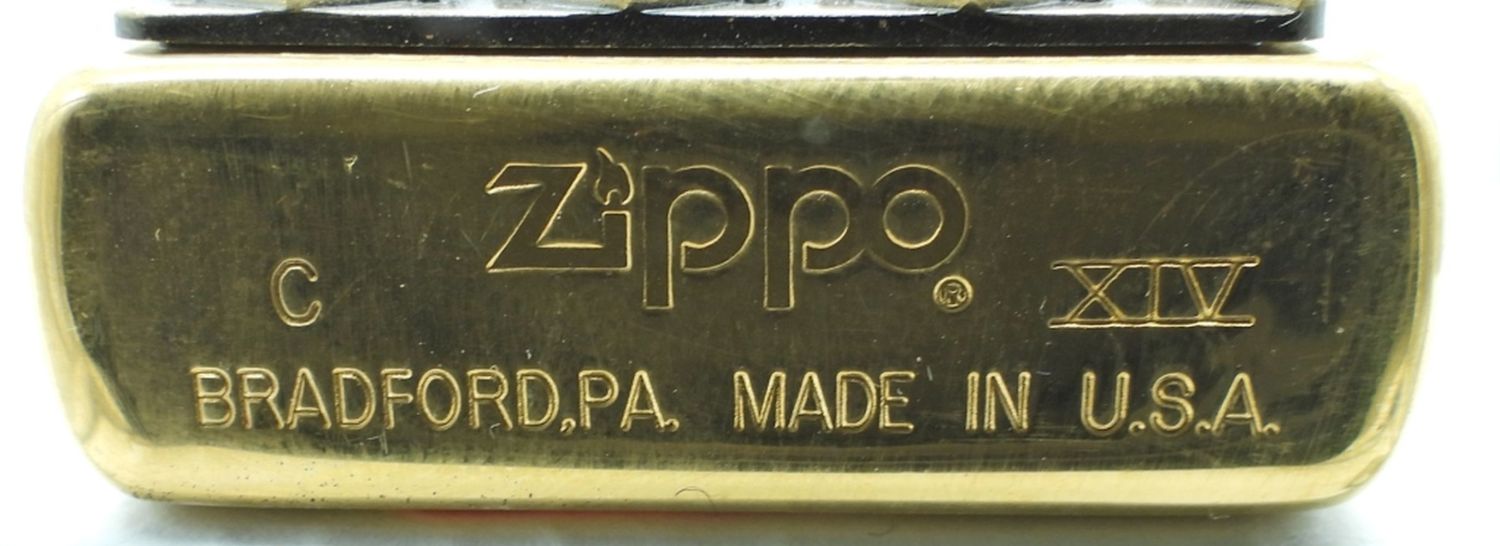 Zippo ®
C XIV
BRADFORD,PA. MADE IN U.S.A.